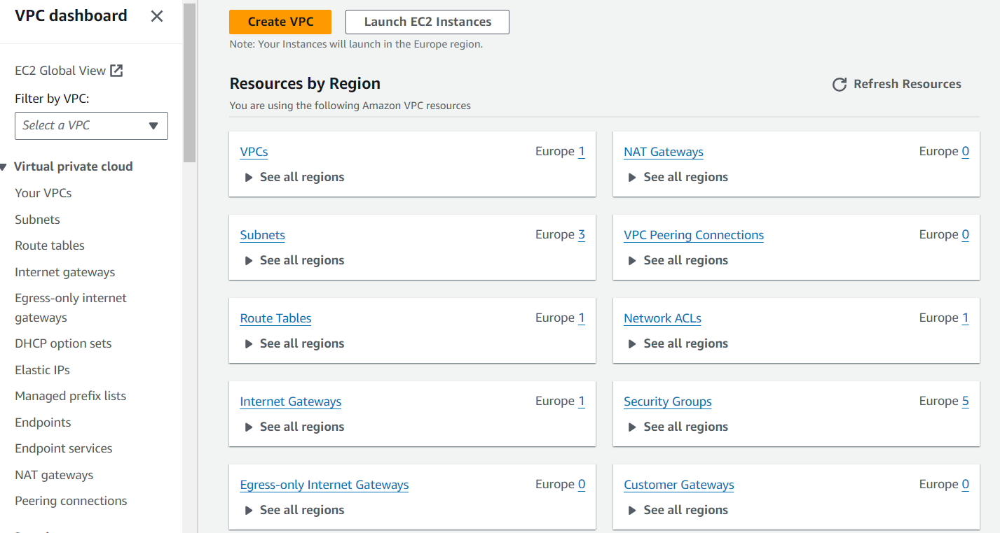 VPC dashboard
EC2 Global View
Filter by VPC:
Select a VPC
Virtual private cloud
Your VPCs
Subnets
Route tables
Internet gateways
Egress-only internet
gateways
DHCP option sets
Elastic IPs
Managed prefix lists
Endpoints
Endpoint services
NAT gateways
Peering connections
Create VPC
Launch EC2 Instances
Note: Your Instances will launch in the Europe region.
Resources by Region
Refresh Resources
You are using the following Amazon VPC resources
VPCs
Europe 1
See all regions
NAT Gateways
Europe 0
See all regions
Subnets
Europe 3
See all regions
VPC Peering Connections
Europe 0
See all regions
Route Tables
Europe 1
See all regions
Network ACLs
Europe 1
See all regions
Internet Gateways
Europe 1
See all regions
Security Groups
Europe 5
See all regions
Egress-only Internet Gateways
Europe 0
See all regions
Customer Gateways
Europe 0
See all regions